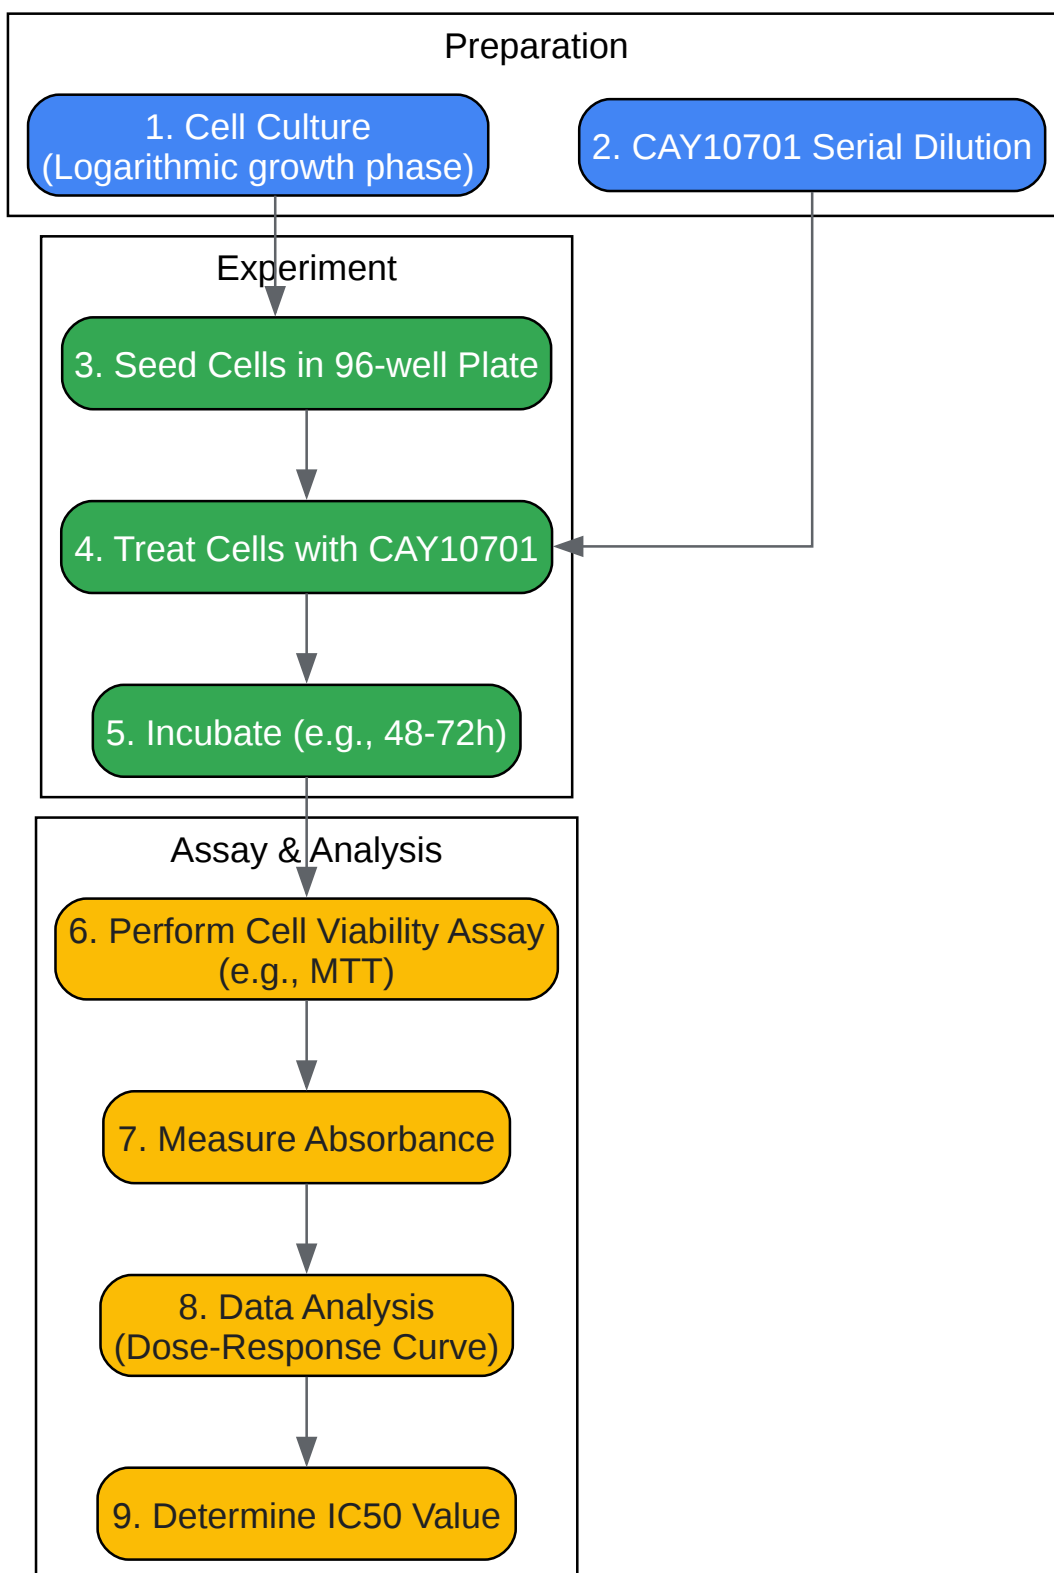 Preparation
1. Cell Culture
(Logarithmic growth phase)
2. CAY10701 Serial Dilution
Experiment
3. Seed Cells in 96-well Plate
4. Treat Cells with CAY10701
5. Incubate (e.g., 48-72h)
Assay & Analysis
6. Perform Cell Viability Assay
(e.g., MTT)
7. Measure Absorbance
8. Data Analysis
(Dose-Response Curve)
9. Determine IC50 Value